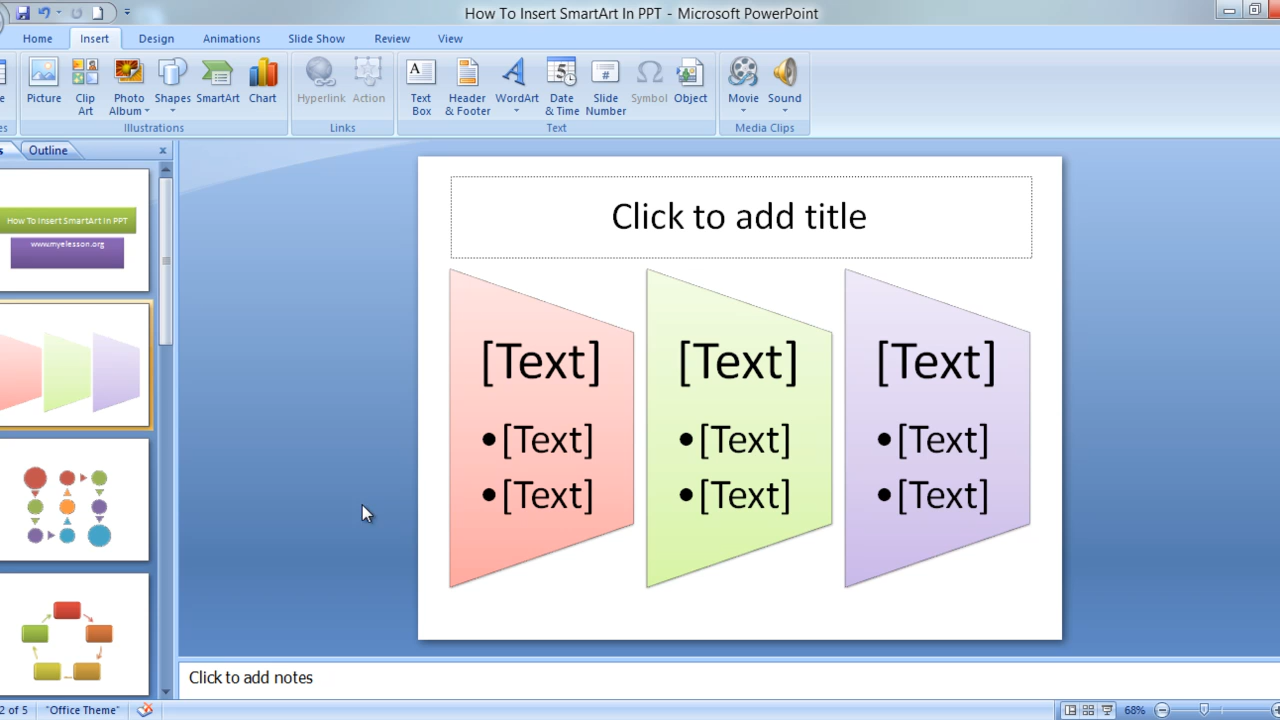 How To Insert SmartArt In PPT - Microsoft PowerPoint
Home Insert Design Animations Slide Show Review View
Picture Clip Art Photo Album Shapes SmartArt Chart Hyperlink Action Text Box Header & Footer WordArt Date & Time Slide Number Symbol Object Movie Sound
Illustrations Links Text Media Clips
Outline
How To Insert SmartArt In PPT
www.myelesson.org
Click to add title
[Text]
•[Text]
•[Text]
[Text]
•[Text]
•[Text]
[Text]
•[Text]
•[Text]
Click to add notes
2 of 5 "Office Theme" 68%